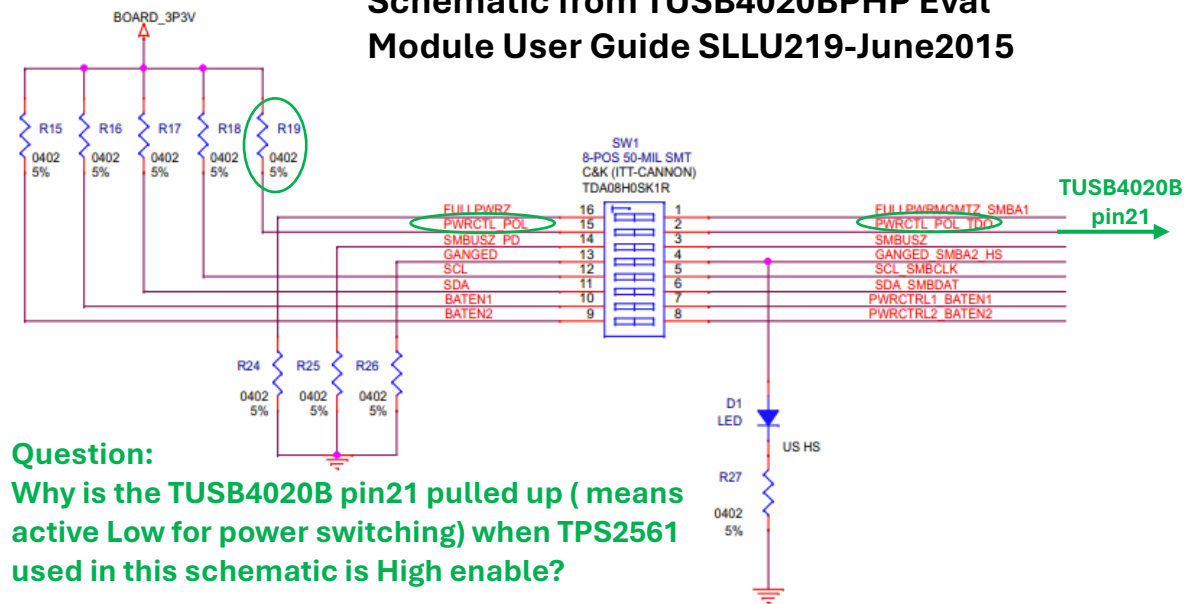 Schematic from TUSB4020BPHP Eval
Module User Guide SLLU219-June2015
BOARD_3P3V
R15
0402
5%
R16
0402
5%
R17
0402
5%
R18
0402
5%
R19
0402
5%
SW1
8-POS 50-MIL SMT
C&K (ITT-CANNON)
TDA08H0SK1R
TUSB4020B
pin21
FULLPWRZ 16 1 FULLPWRMGMTZ_SMBA1
PWRCTL_POL 15 2 PWRCTL_POL_TDO
SMBUSZ_PD 14 3 SMBUSZ
GANGED 13 4 GANGED_SMBA2_HS
SCL 12 5 SCL_SMBCLK
SDA 11 6 SDA_SMBDAT
BATEN1 10 7 PWRCTRL1_BATEN1
BATEN2 9 8 PWRCTRL2_BATEN2
R24
0402
5%
R25
0402
5%
R26
0402
5%
D1
LED
US HS
R27
0402
5%
Question:
Why is the TUSB4020B pin21 pulled up ( means
active Low for power switching) when TPS2561
used in this schematic is High enable?